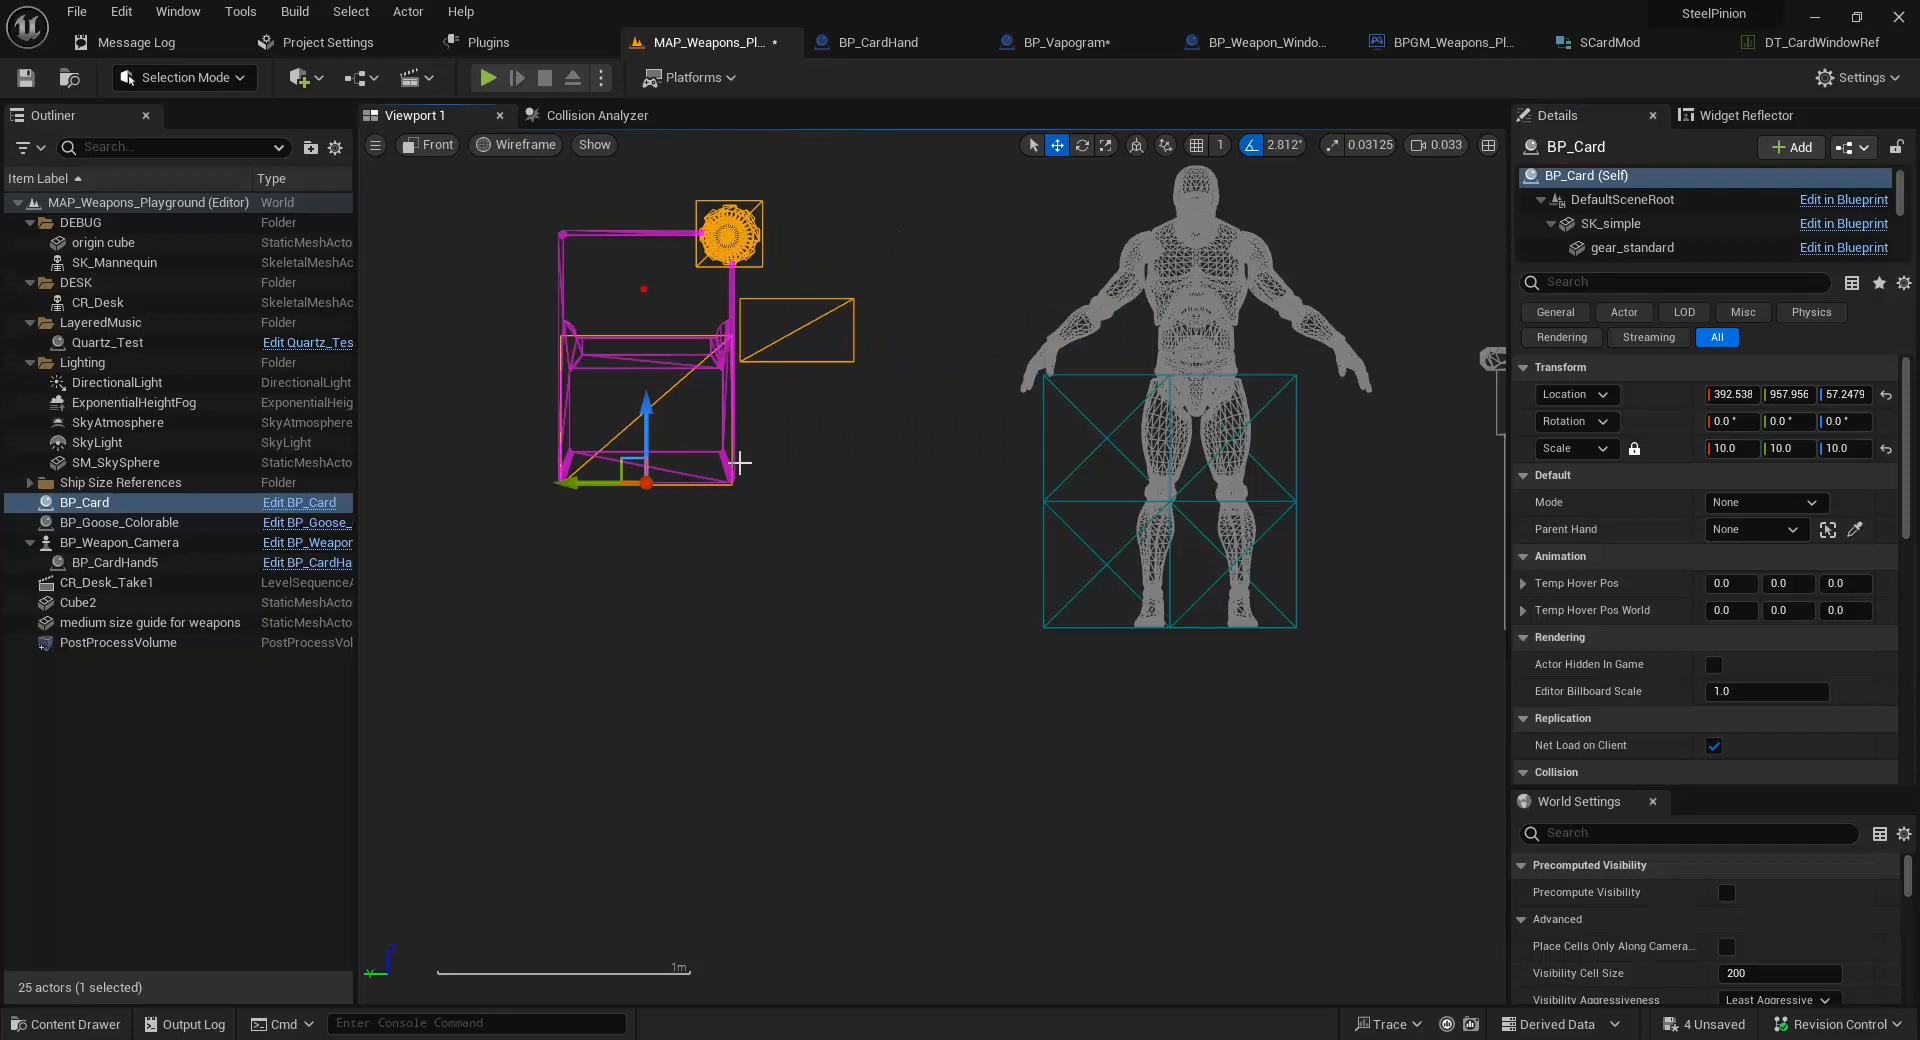 File Edit Window Tools Build Select Actor Help
SteelPinion
Message Log Project Settings Plugins MAP_Weapons_Pl... • BP_CardHand BP_Vapogram* BP_Weapon_Windo... BPGM_Weapons_Pl... SCardMod DT_CardWindowRef
Selection Mode Platforms Settings
Outliner
Viewport 1 Collision Analyzer
Details Widget Reflector
Search...
Front Wireframe Show 1 2.812° 0.03125 0.033
BP_Card Add
Item Label Type
BP_Card (Self)
MAP_Weapons_Playground (Editor) World
DefaultSceneRoot Edit in Blueprint
DEBUG Folder
SK_simple Edit in Blueprint
origin cube StaticMeshActo
gear_standard Edit in Blueprint
SK_Mannequin SkeletalMeshAc
DESK Folder
Search
CR_Desk SkeletalMeshAc
General Actor LOD Misc Physics
LayeredMusic Folder
Rendering Streaming All
Quartz_Test Edit Quartz_Tes
Lighting Folder
Transform
DirectionalLight DirectionalLight
Location 392.538 957.956 57.2479
ExponentialHeightFog ExponentialHeig
Rotation 0.0 ° 0.0 ° 0.0 °
SkyAtmosphere SkyAtmosphere
Scale 10.0 10.0 10.0
SkyLight SkyLight
SM_SkySphere StaticMeshActo
Default
Ship Size References Folder
Mode None
BP_Card Edit BP_Card
BP_Goose_Colorable Edit BP_Goose_
Parent Hand None
BP_Weapon_Camera Edit BP_Weapon
Animation
BP_CardHand5 Edit BP_CardHa
Temp Hover Pos 0.0 0.0 0.0
CR_Desk_Take1 LevelSequenceA
Cube2 StaticMeshActo
Temp Hover Pos World 0.0 0.0 0.0
medium size guide for weapons StaticMeshActo
Rendering
PostProcessVolume PostProcessVol
Actor Hidden In Game
Editor Billboard Scale 1.0
Replication
Net Load on Client
Collision
World Settings
Search
Precomputed Visibility
Precompute Visibility
Advanced
Place Cells Only Along Camera...
Z
Y
1m
Visibility Cell Size 200
25 actors (1 selected)
Visibility Aggressiveness Least Aggressive
Content Drawer Output Log Cmd Enter Console Command Trace Derived Data 4 Unsaved Revision Control